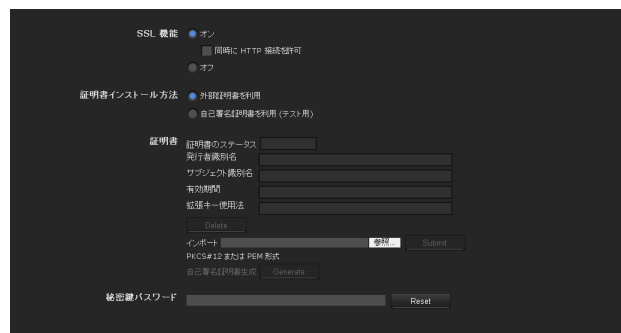 SSL 機能 オン
同時に HTTP 接続を許可
オフ
証明書インストール方法 外部証明書を利用
自己署名証明書を利用 (テスト用)
証明書 証明書のステータス
発行者識別名
サブジェクト識別名
有効期間
拡張キー使用法
Delete
インポート 参照... Submit
PKCS#12 または PEM 形式
自己署名証明書生成 Generate
秘密鍵パスワード Reset